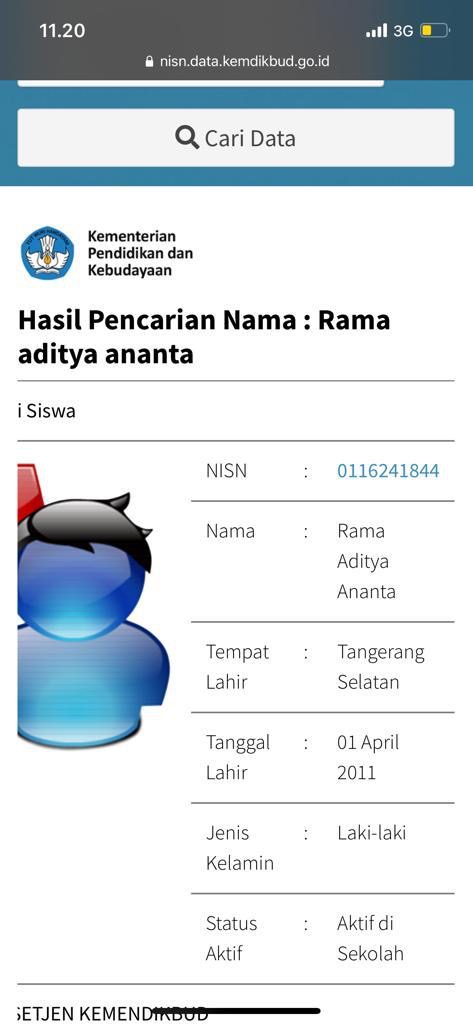 11.20
3G
nisn.data.kemdikbud.go.id
Cari Data
Kementerian
Pendidikan dan
Kebudayaan
Hasil Pencarian Nama : Rama
aditya ananta
i Siswa
NISN : 0116241844
Nama : Rama
Aditya
Ananta
Tempat : Tangerang
Lahir Selatan
Tanggal : 01 April
Lahir 2011
Jenis : Laki-laki
Kelamin
Status : Aktif di
Aktif Sekolah
SETJEN KEMENDIKBUD